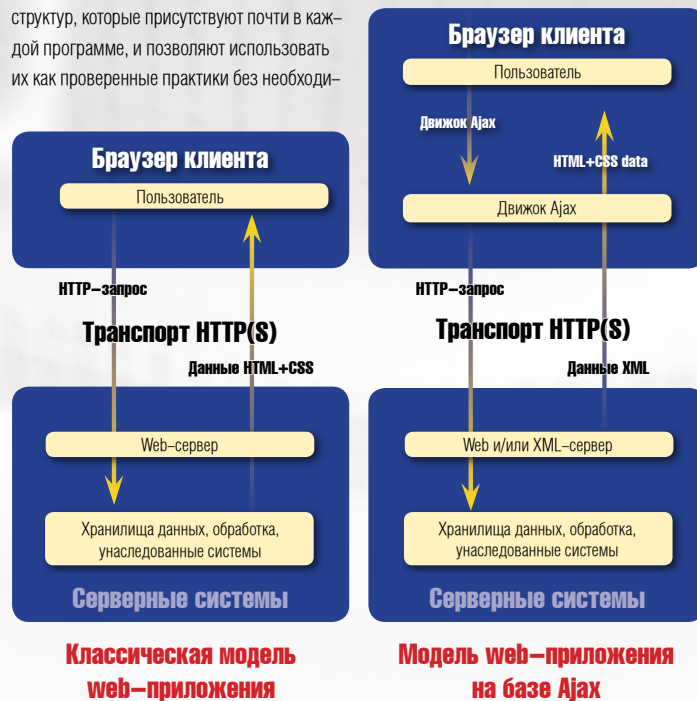 структур, которые присутствуют почти в каж–
дой программе, и позволяют использовать
их как проверенные практики без необходи–
Браузер клиента
Пользователь
HTTP–запрос
Транспорт HTTP(S)
Данные HTML+CSS
Web–сервер
Хранилища данных, обработка,
унаследованные системы
Серверные системы
Классическая модель
web–приложения
Браузер клиента
Пользователь
Движок Ajax
HTML+CSS data
Движок Ajax
HTTP–запрос
Транспорт HTTP(S)
Данные XML
Web и/или XML–сервер
Хранилища данных, обработка,
унаследованные системы
Серверные системы
Модель web–приложения
на базе Ajax